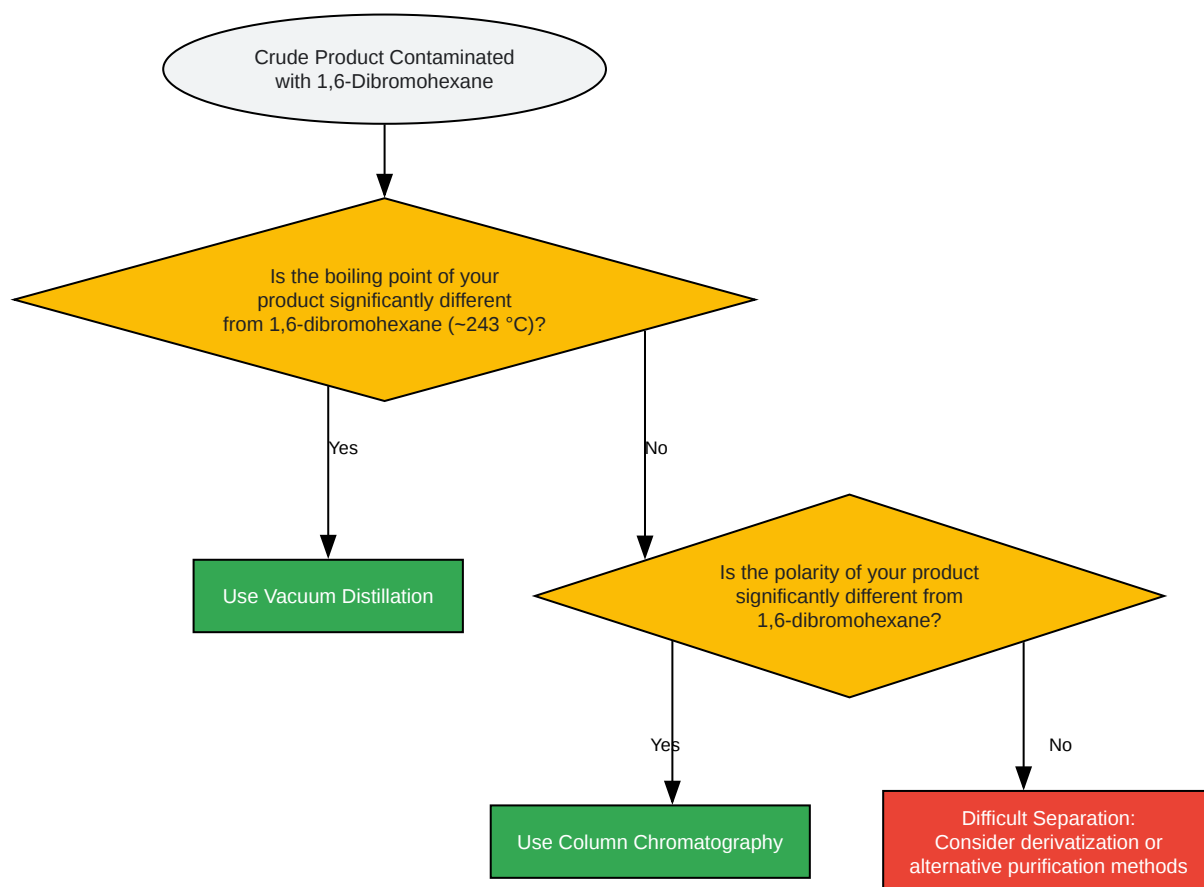 Crude Product Contaminated
with 1,6-Dibromohexane
Is the boiling point of your
product significantly different
from 1,6-dibromohexane (~243 °C)?
Yes
No
Use Vacuum Distillation
Is the polarity of your product
significantly different from
1,6-dibromohexane?
Yes
No
Use Column Chromatography
Difficult Separation:
Consider derivatization or
alternative purification methods